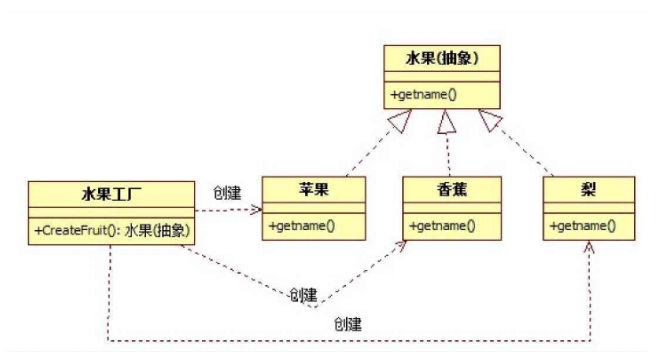 水果(抽象)
+getname()
水果工厂
+CreateFruit(): 水果(抽象)
创建
苹果
+getname()
香蕉
+getname()
梨
+getname()
创建
创建